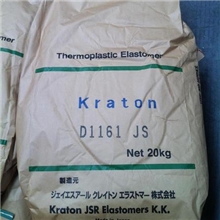 Thermoplastic Elastomer
Kraton
D1161 JS
Net 20kg
製造元
ジェイエスアール クレイトン エラストマー 株式会社
Kraton JSR Elastomers K.K.